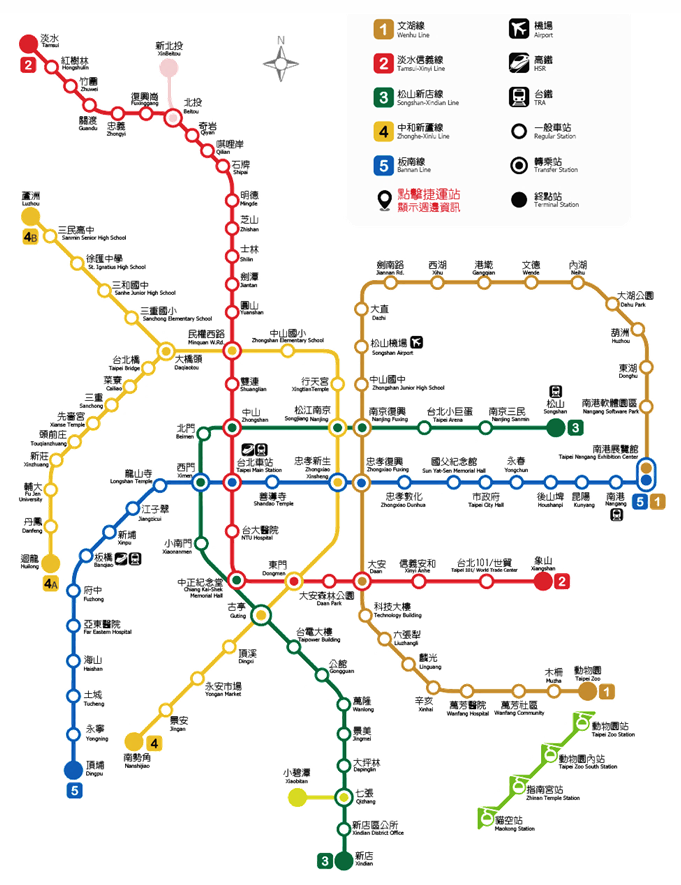 N
1 文湖線
Wenhu Line
2 淡水信義線
Tamsui-Xinyi Line
3 松山新店線
Songshan-Xindian Line
4 中和新蘆線
Zhonghe-Xinlu Line
5 板南線
Bannan Line
點擊捷運站
顯示週邊資訊
機場
Airport
高鐵
HSR
台鐵
TRA
一般車站
Regular Station
轉乘站
Transfer Station
終點站
Terminal Station
淡水
Tamsui
2
紅樹林
Hongshulin
竹圍
Zhuwei
關渡
Guandu
忠義
Zhongyi
復興崗
Fuxinggang
新北投
XinBeitou
北投
Beitou
奇岩
Qiyan
唭哩岸
Qilian
石牌
Shipai
明德
Mingde
芝山
Zhishan
士林
Shilin
劍潭
Jiantan
圓山
Yuanshan
民權西路
Minquan W.Rd.
雙連
Shuanglian
中山
Zhongshan
台北車站
Taipei Main Station
台大醫院
NTU Hospital
中正紀念堂
Chiang Kai-Shek
Memorial Hall
東門
Dongmen
大安森林公園
Daan Park
大安
Daan
信義安和
Xinyi Anhe
台北101/世貿
Taipei 101/ World Trade Center
象山
Xiangshan
2
蘆洲
Luzhou
4B
三民高中
Sanmin Senior High School
徐匯中學
St. Ignatius High School
三和國中
Sanhe Junior High School
三重國小
Sanchong Elementary School
大橋頭
Daqiaotou
台北橋
Taipei Bridge
菜寮
Cailiao
三重
Sanchong
先嗇宮
Xianse Temple
頭前庄
Touqianzhuang
新莊
Xinzhuang
輔大
Fu Jen
University
丹鳳
Danfeng
迴龍
Huilong
4A
中山國小
Zhongshan Elementary School
行天宮
XingtianTemple
松江南京
Songjiang Nanjing
忠孝新生
Zhongxiao
Xinsheng
古亭
Guting
頂溪
Dingxi
永安市場
Yongan Market
景安
Jingan
南勢角
Nanshijiao
4
北門
Beimen
西門
Ximen
小南門
Xiaonanmen
南京復興
Nanjing Fuxing
台北小巨蛋
Taipei Arena
南京三民
Nanjing Sanmin
松山
Songshan
3
台電大樓
Taipower Building
公館
Gongguan
萬隆
Wanlong
景美
Jingmei
大坪林
Dapinglin
小碧潭
Xiaobitan
七張
Qizhang
新店區公所
Xindian District Office
3
新店
Xindian
龍山寺
Longshan Temple
江子翠
Jiangzicui
新埔
Xinpu
板橋
Banqiao
府中
Fuzhong
亞東醫院
Far Eastern Hospital
海山
Haishan
土城
Tucheng
永寧
Yongning
頂埔
Dingpu
5
善導寺
Shandao Temple
忠孝復興
Zhongxiao Fuxing
忠孝敦化
Zhongxiao Dunhua
國父紀念館
Sun Yat-Sen Memorial Hall
市政府
Taipei City Hall
永春
Yongchun
後山埤
Houshanpi
昆陽
Kunyang
南港
Nangang
南港展覽館
Taipei Nangang Exhibition Center
5
1
南港軟體園區
Nangang Software Park
東湖
Donghu
葫洲
Huzhou
大湖公園
Dahu Park
內湖
Neihu
文德
Wende
港墘
Gangqian
西湖
Xihu
劍南路
Jiannan Rd.
大直
Dazhi
松山機場
Songshan Airport
中山國中
Zhongshan Junior High School
科技大樓
Technology Building
六張犁
Liuzhangli
麟光
Linguang
辛亥
Xinhai
萬芳醫院
Wanfang Hospital
萬芳社區
Wanfang Community
木柵
Muzha
動物園
Taipei Zoo
1
動物園站
Taipei Zoo Station
動物園內站
Taipei Zoo South Station
指南宮站
Zhinan Temple Station
貓空站
Maokong Station